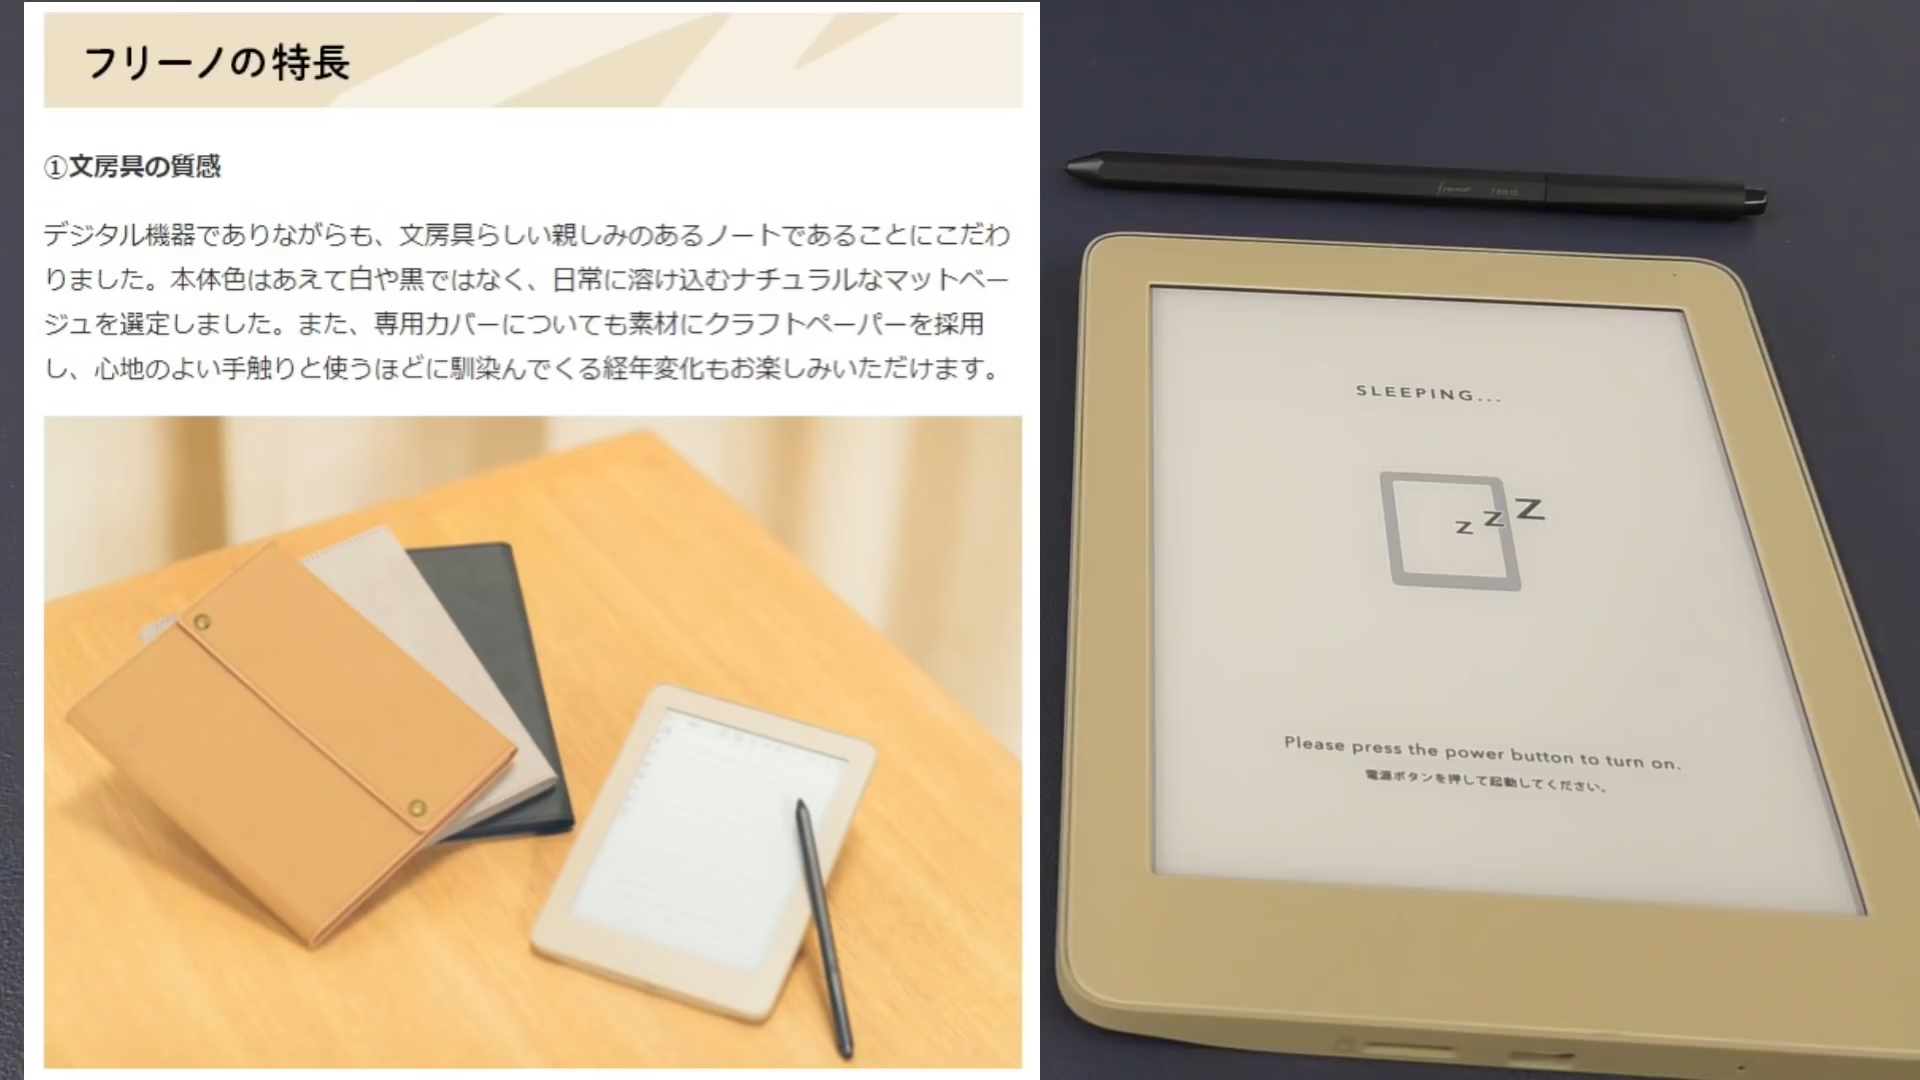 フリーノの特長
①文房具の質感
デジタル機器でありながらも、文房具らしい親しみのあるノートであることにこだわ
りました。本体色はあえて白や黒ではなく、日常に溶け込むナチュラルなマットベー
ジュを選定しました。また、専用カバーについても素材にクラフトペーパーを採用
し、心地のよい手触りと使うほどに馴染んでくる経年変化もお楽しみいただけます。
freno
SLEEPING...
z z Z
Please press the power button to turn on.
電源ボタンを押して起動してください。